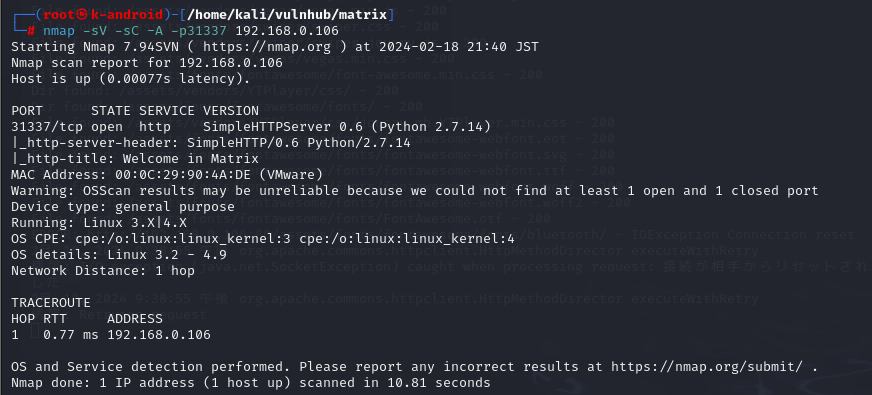 ┌──(root㉿k-android)-[/home/kali/vulnhub/matrix]
└─# nmap -sV -sC -A -p31337 192.168.0.106
Starting Nmap 7.94SVN ( https://nmap.org ) at 2024-02-18 21:40 JST
Nmap scan report for 192.168.0.106
Host is up (0.00077s latency).

PORT      STATE SERVICE VERSION
31337/tcp open  http    SimpleHTTPServer 0.6 (Python 2.7.14)
|_http-server-header: SimpleHTTP/0.6 Python/2.7.14
|_http-title: Welcome in Matrix
MAC Address: 00:0C:29:90:4A:DE (VMware)
Warning: OSScan results may be unreliable because we could not find at least 1 open and 1 closed port
Device type: general purpose
Running: Linux 3.X|4.X
OS CPE: cpe:/o:linux:linux_kernel:3 cpe:/o:linux:linux_kernel:4
OS details: Linux 3.2 - 4.9
Network Distance: 1 hop

TRACEROUTE
HOP RTT     ADDRESS
1   0.77 ms 192.168.0.106

OS and Service detection performed. Please report any incorrect results at https://nmap.org/submit/ .
Nmap done: 1 IP address (1 host up) scanned in 10.81 seconds